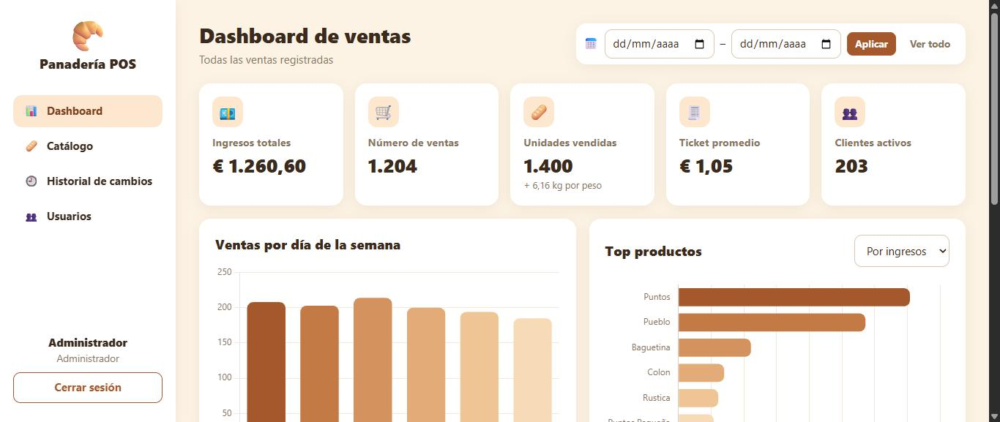 Panadería POS
Dashboard
Catálogo
Historial de cambios
Usuarios
Administrador
Administrador
Cerrar sesión
Dashboard de ventas
Todas las ventas registradas
dd/mm/aaaa – dd/mm/aaaa Aplicar Ver todo
Ingresos totales
€ 1.260,60
Número de ventas
1.204
Unidades vendidas
1.400
+ 6,16 kg por peso
Ticket promedio
€ 1,05
Clientes activos
203
Ventas por día de la semana
250
200
150
100
50
Top productos
Por ingresos
Puntos
Pueblo
Baguetina
Colon
Rustica
Puntos Pequeño